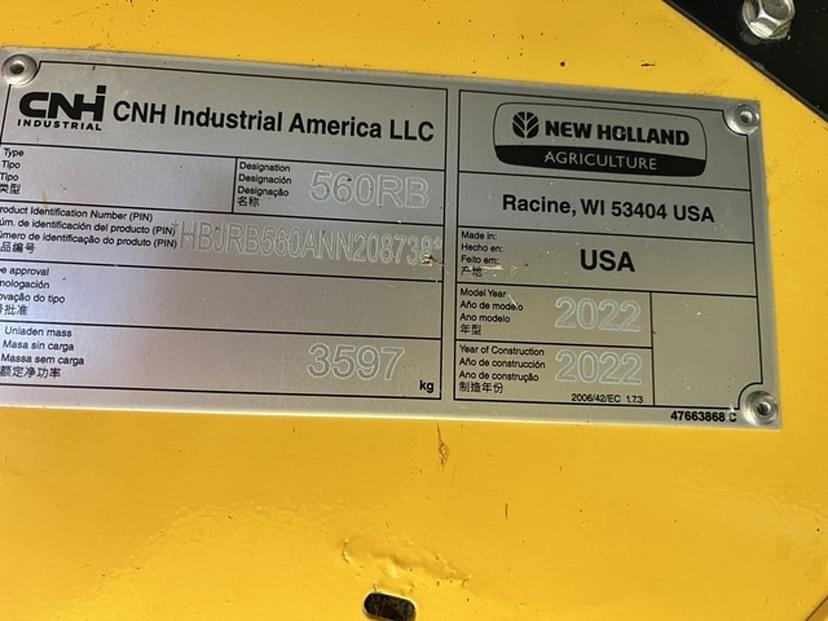 CNH
INDUSTRIAL
CNH Industrial America LLC
Type
Tipo
Tipo
类型
Designation
Designación
Designação
名称
560RB
roduct Identification Number (PIN)
úm. de identificación del producto (PIN)
úmero de identificação do produto (PIN)
品编号
*HBJRB560ANN208738*
e approval
mologación
ovação do tipo
号批准
Unladen mass
Masa sin carga
Massa sem carga
额定净功率
3597
kg
NEW HOLLAND
AGRICULTURE
Racine, WI 53404 USA
Made in:
Hecho en:
Feito em:
产地
USA
Model Year
Año de modelo
Ano modelo
年型
2022
Year of Construction
Año de construcción
Ano de construção
制造年份
2022
2006/42/EC 1.7.3
47663868 C